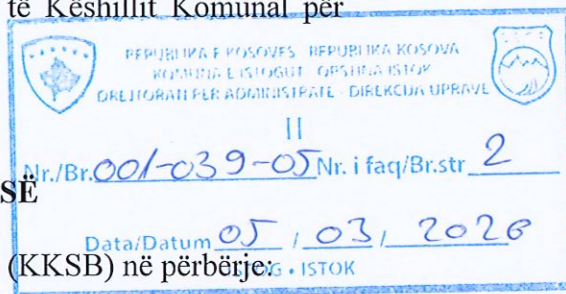 të Këshillit Komunal për
REPUBLIKA E KOSOVËS - REPUBLIKA KOSOVA
KOMUNA E ISTOGUT - OPŠTINA ISTOK
DREJTORATI PËR ADMINISTRATË - DIREKCIJA UPRAVE
II
Nr./Br. 001-039-05 Nr. i faq/Br.str 2
SË
Data/Datum 05 / 03 / 2026
(KKSB) në përbërje:
ISTOG • ISTOK